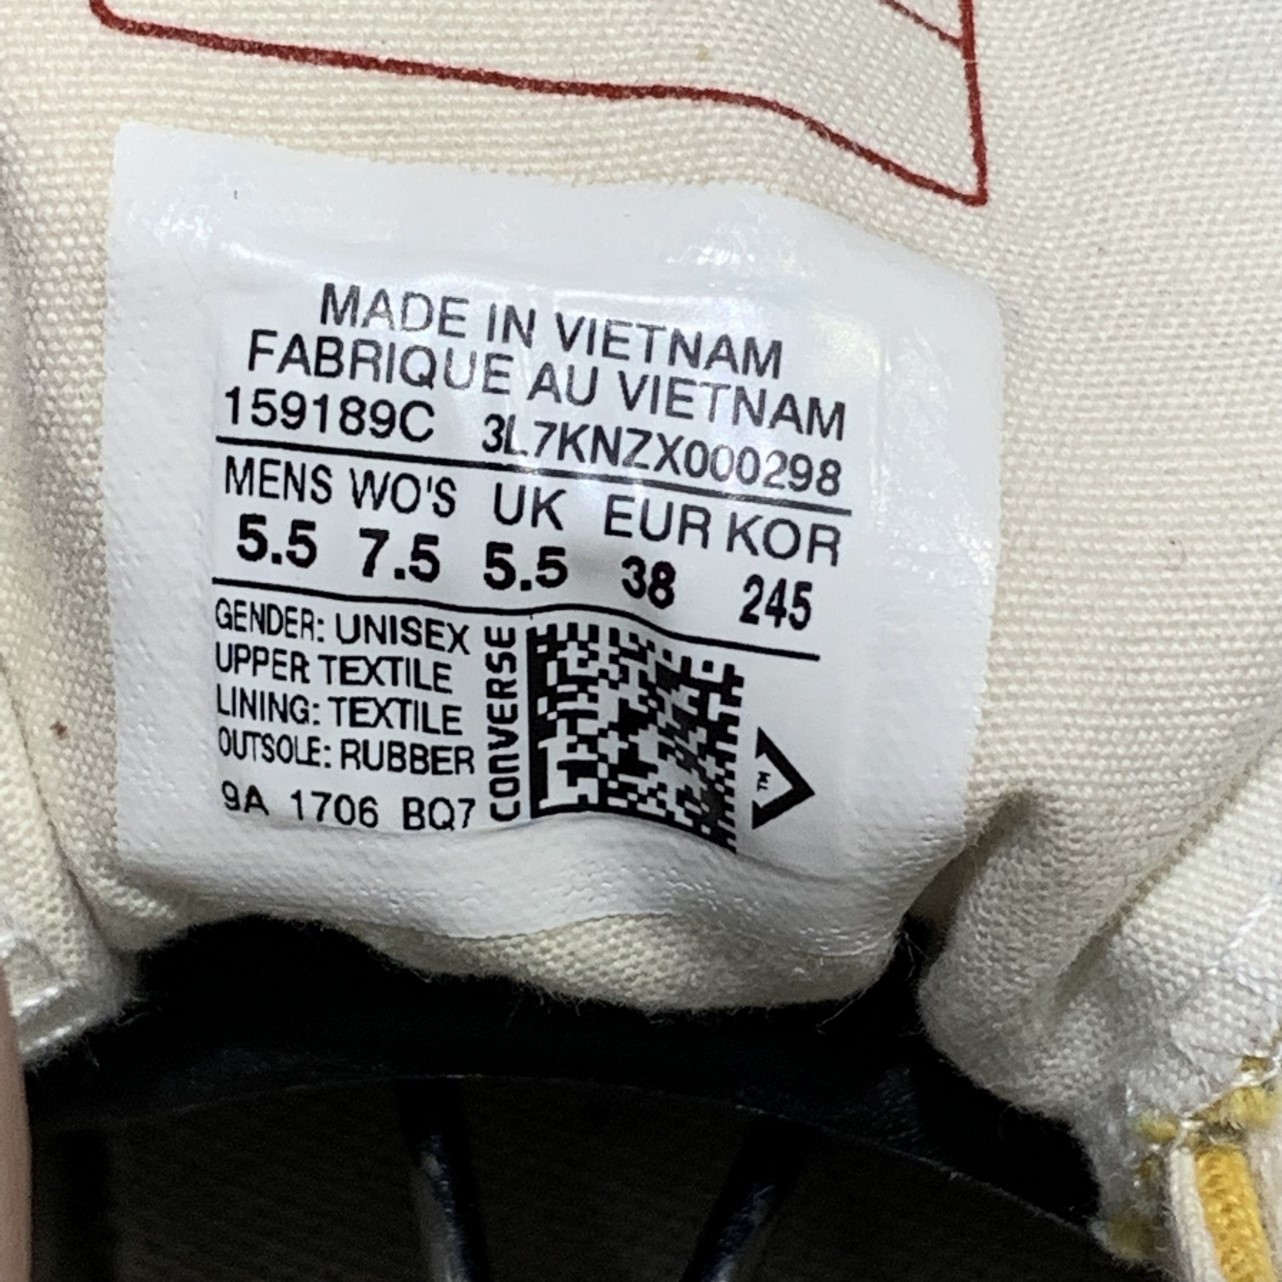 MADE IN VIETNAM
FABRIQUE AU VIETNAM
159189C 3L7KNZX000298
MENS WO'S UK EUR KOR
5.5 7.5 5.5 38 245
GENDER: UNISEX
UPPER TEXTILE
LINING: TEXTILE
OUTSOLE: RUBBER
9A 1706 BQ7
CONVERSE
TM